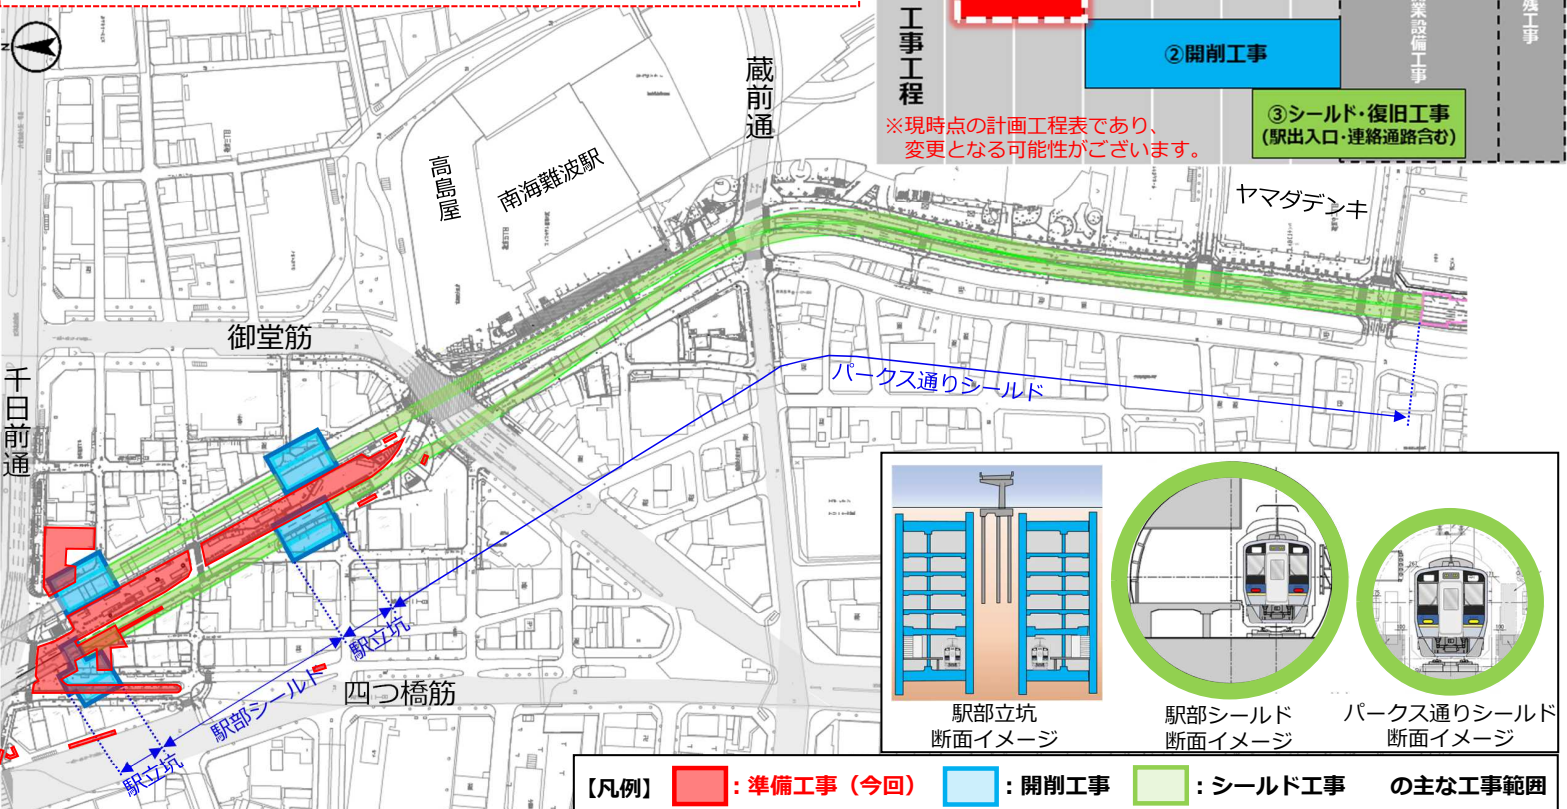 工事工程
②開削工事
③シールド・復旧工事
(駅出入口・連絡通路含む)
業設備工事
残工事
※現時点の計画工程表であり、
変更となる可能性がございます。
N
蔵前通
高島屋
南海難波駅
ヤマダデンキ
御堂筋
千日前通
パークス通りシールド
駅立坑
駅部シールド
四つ橋筋
駅立坑
駅部立坑
断面イメージ
駅部シールド
断面イメージ
パークス通りシールド
断面イメージ
【凡例】 :準備工事(今回) :開削工事 :シールド工事 の主な工事範囲